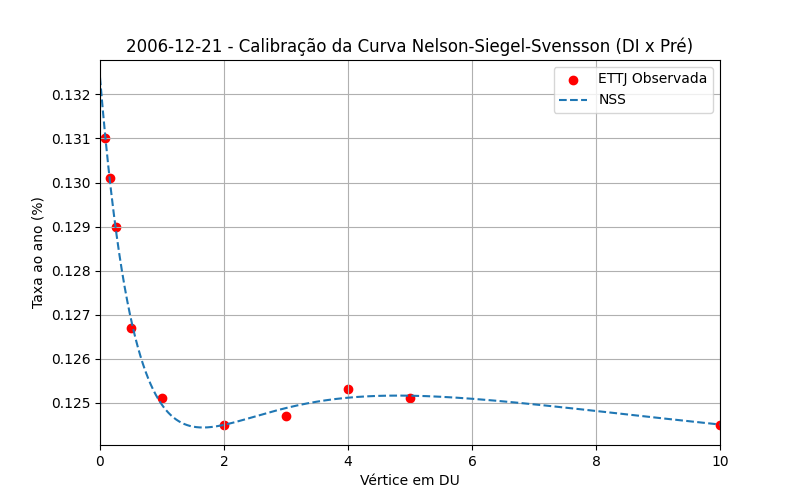 2006-12-21 - Calibração da Curva Nelson-Siegel-Svensson (DI x Pré)
ETTJ Observada
NSS
Taxa ao ano (%)
0.132
0.131
0.130
0.129
0.128
0.127
0.126
0.125
0 2 4 6 8 10
Vértice em DU